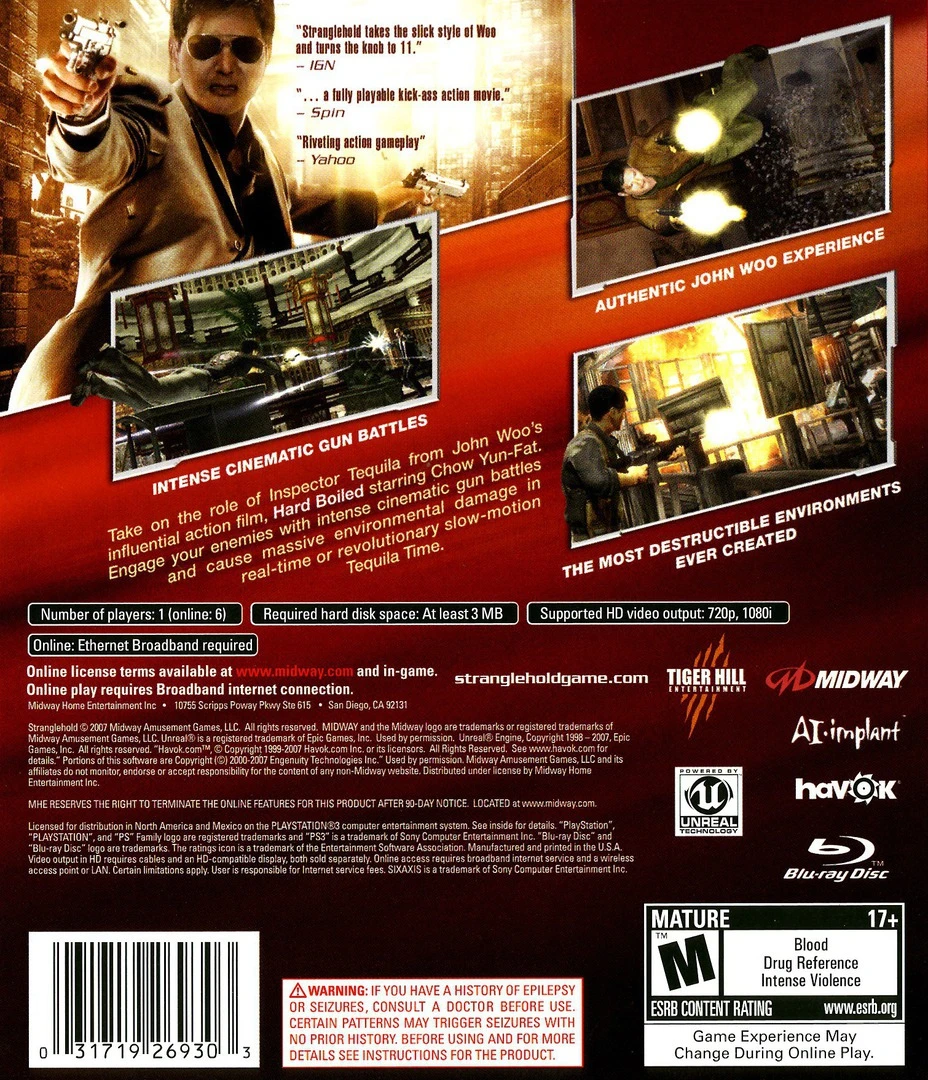 "Stranglehold takes the slick style of Woo
and turns the knob to 11."
– IGN
"... a fully playable kick-ass action movie."
– Spin
"Riveting action gameplay"
– Yahoo
AUTHENTIC JOHN WOO EXPERIENCE
INTENSE CINEMATIC GUN BATTLES
THE MOST DESTRUCTIBLE ENVIRONMENTS
EVER CREATED
Take on the role of Inspector Tequila from John Woo's
influential action film, Hard Boiled starring Chow Yun-Fat.
Engage your enemies with intense cinematic gun battles
and cause massive environmental damage in
real-time or revolutionary slow-motion
Tequila Time.
Number of players: 1 (online: 6)
Required hard disk space: At least 3 MB
Supported HD video output: 720p, 1080i
Online: Ethernet Broadband required
Online license terms available at www.midway.com and in-game.
Online play requires Broadband internet connection.
Midway Home Entertainment Inc • 10755 Scripps Poway Pkwy Ste 615 • San Diego, CA 92131
strangleholdgame.com
TIGER HILL
ENTERTAINMENT
MIDWAY
Stranglehold © 2007 Midway Amusement Games, LLC. All rights reserved. MIDWAY and the Midway logo are trademarks or registered trademarks of
Midway Amusement Games, LLC. Unreal® is a registered trademark of Epic Games, Inc. Used by permission. Unreal® Engine, Copyright 1998 – 2007, Epic
Games, Inc. All rights reserved. "Havok.com™, © Copyright 1999-2007 Havok.com Inc. or its licensors. All Rights Reserved. See www.havok.com for
details." Portions of this software are Copyright (©) 2000-2007 Engenuity Technologies Inc." Used by permission. Midway Amusement Games, LLC and its
affiliates do not monitor, endorse or accept responsibility for the content of any non-Midway website. Distributed under license by Midway Home
Entertainment Inc.
MHE RESERVES THE RIGHT TO TERMINATE THE ONLINE FEATURES FOR THIS PRODUCT AFTER 90-DAY NOTICE. LOCATED at www.midway.com.
Licensed for distribution in North America and Mexico on the PLAYSTATION®3 computer entertainment system. See inside for details. "PlayStation",
"PLAYSTATION", and "PS" Family logo are registered trademarks and "PS3" is a trademark of Sony Computer Entertainment Inc. "Blu-ray Disc" and
"Blu-ray Disc" logo are trademarks. The ratings icon is a trademark of the Entertainment Software Association. Manufactured and printed in the U.S.A.
Video output in HD requires cables and an HD-compatible display, both sold separately. Online access requires broadband internet service and a wireless
access point or LAN. Certain limitations apply. User is responsible for Internet service fees. SIXAXIS is a trademark of Sony Computer Entertainment Inc.
AI·implant
POWERED BY
UNREAL
TECHNOLOGY
havok®
Blu-ray Disc™
0 31719 26930 3
WARNING: IF YOU HAVE A HISTORY OF EPILEPSY
OR SEIZURES, CONSULT A DOCTOR BEFORE USE.
CERTAIN PATTERNS MAY TRIGGER SEIZURES WITH
NO PRIOR HISTORY. BEFORE USING AND FOR MORE
DETAILS SEE INSTRUCTIONS FOR THE PRODUCT.
MATURE 17+
M™
Blood
Drug Reference
Intense Violence
ESRB CONTENT RATING www.esrb.org
Game Experience May
Change During Online Play.